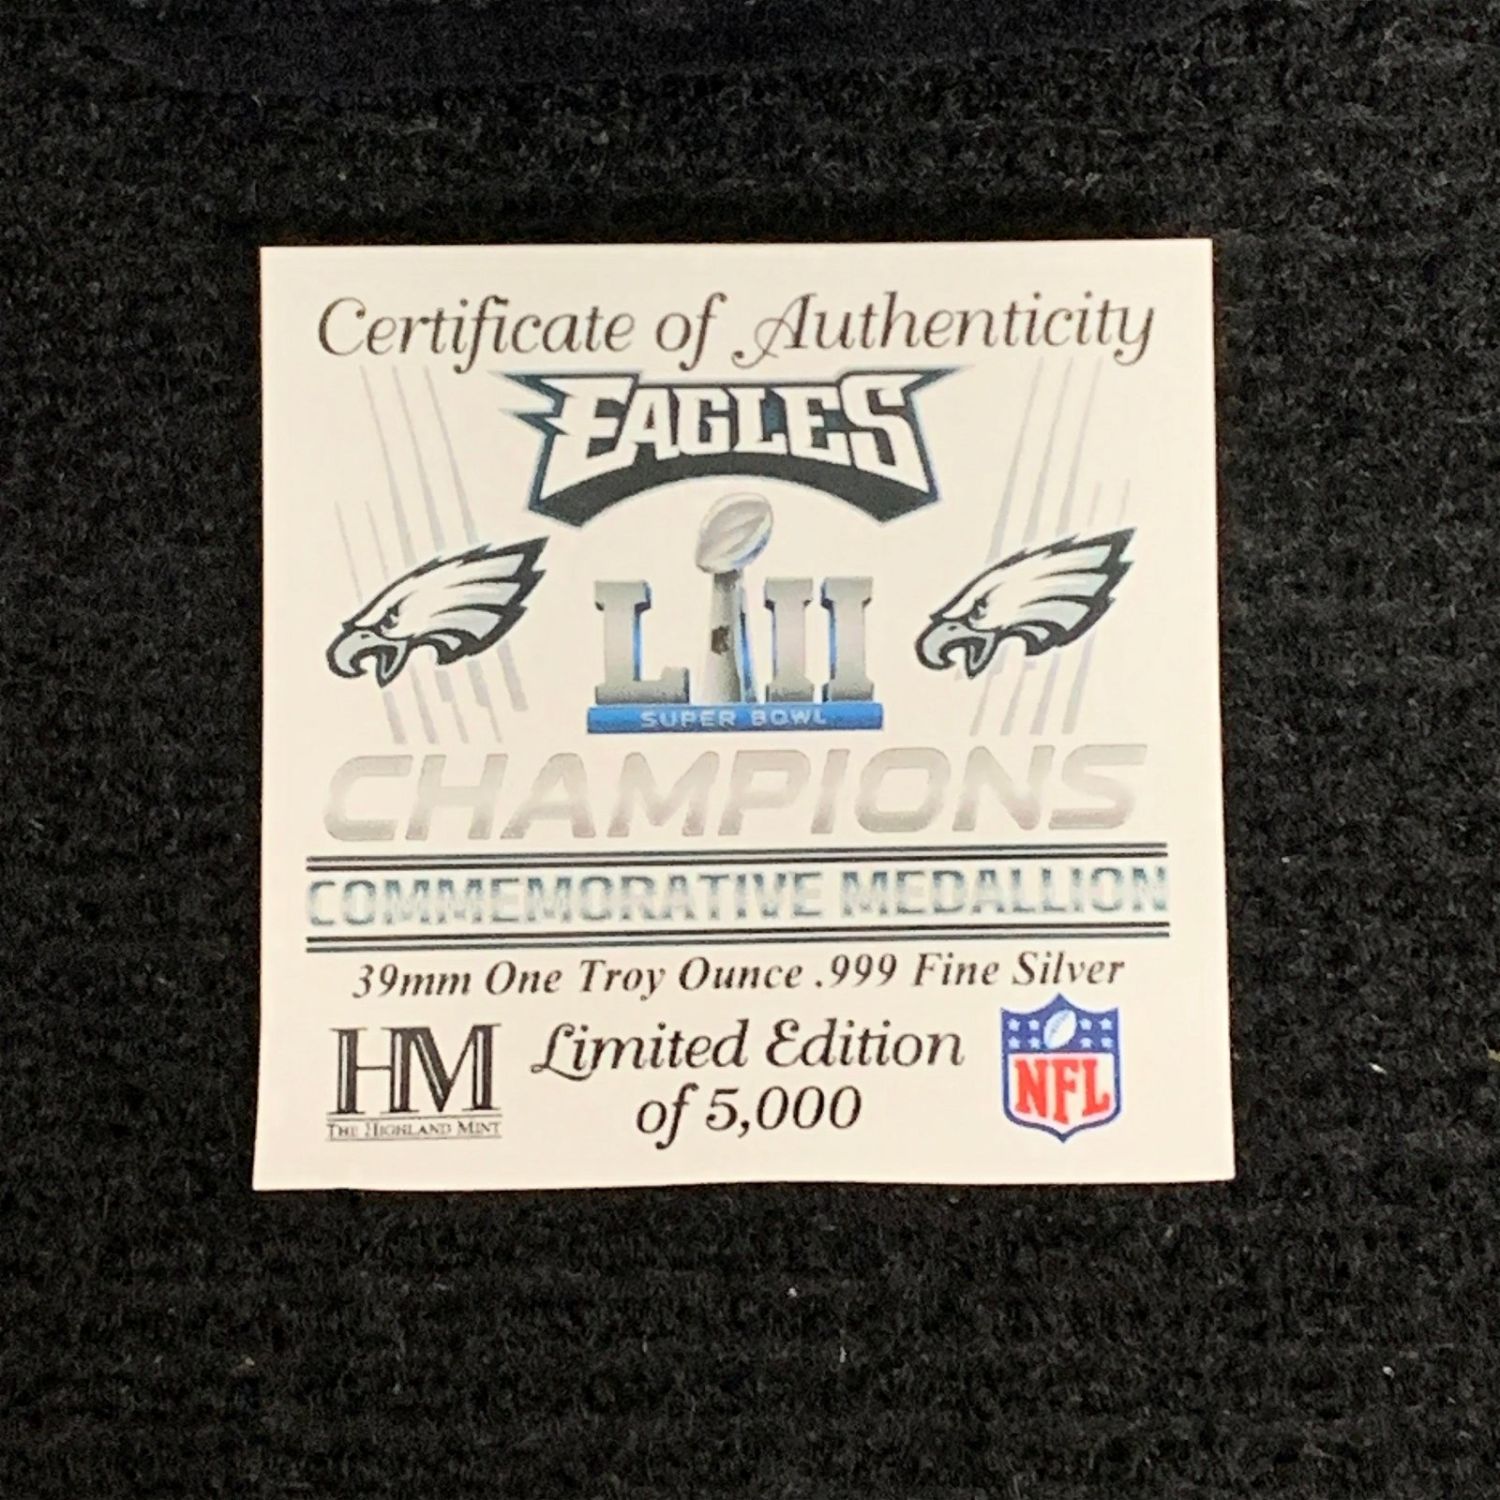 Certificate of Authenticity
EAGLES
LII
SUPER BOWL
CHAMPIONS
COMMEMORATIVE MEDALLION
39mm One Troy Ounce .999 Fine Silver
HM
THE HIGHLAND MINT
Limited Edition
of 5,000
NFL